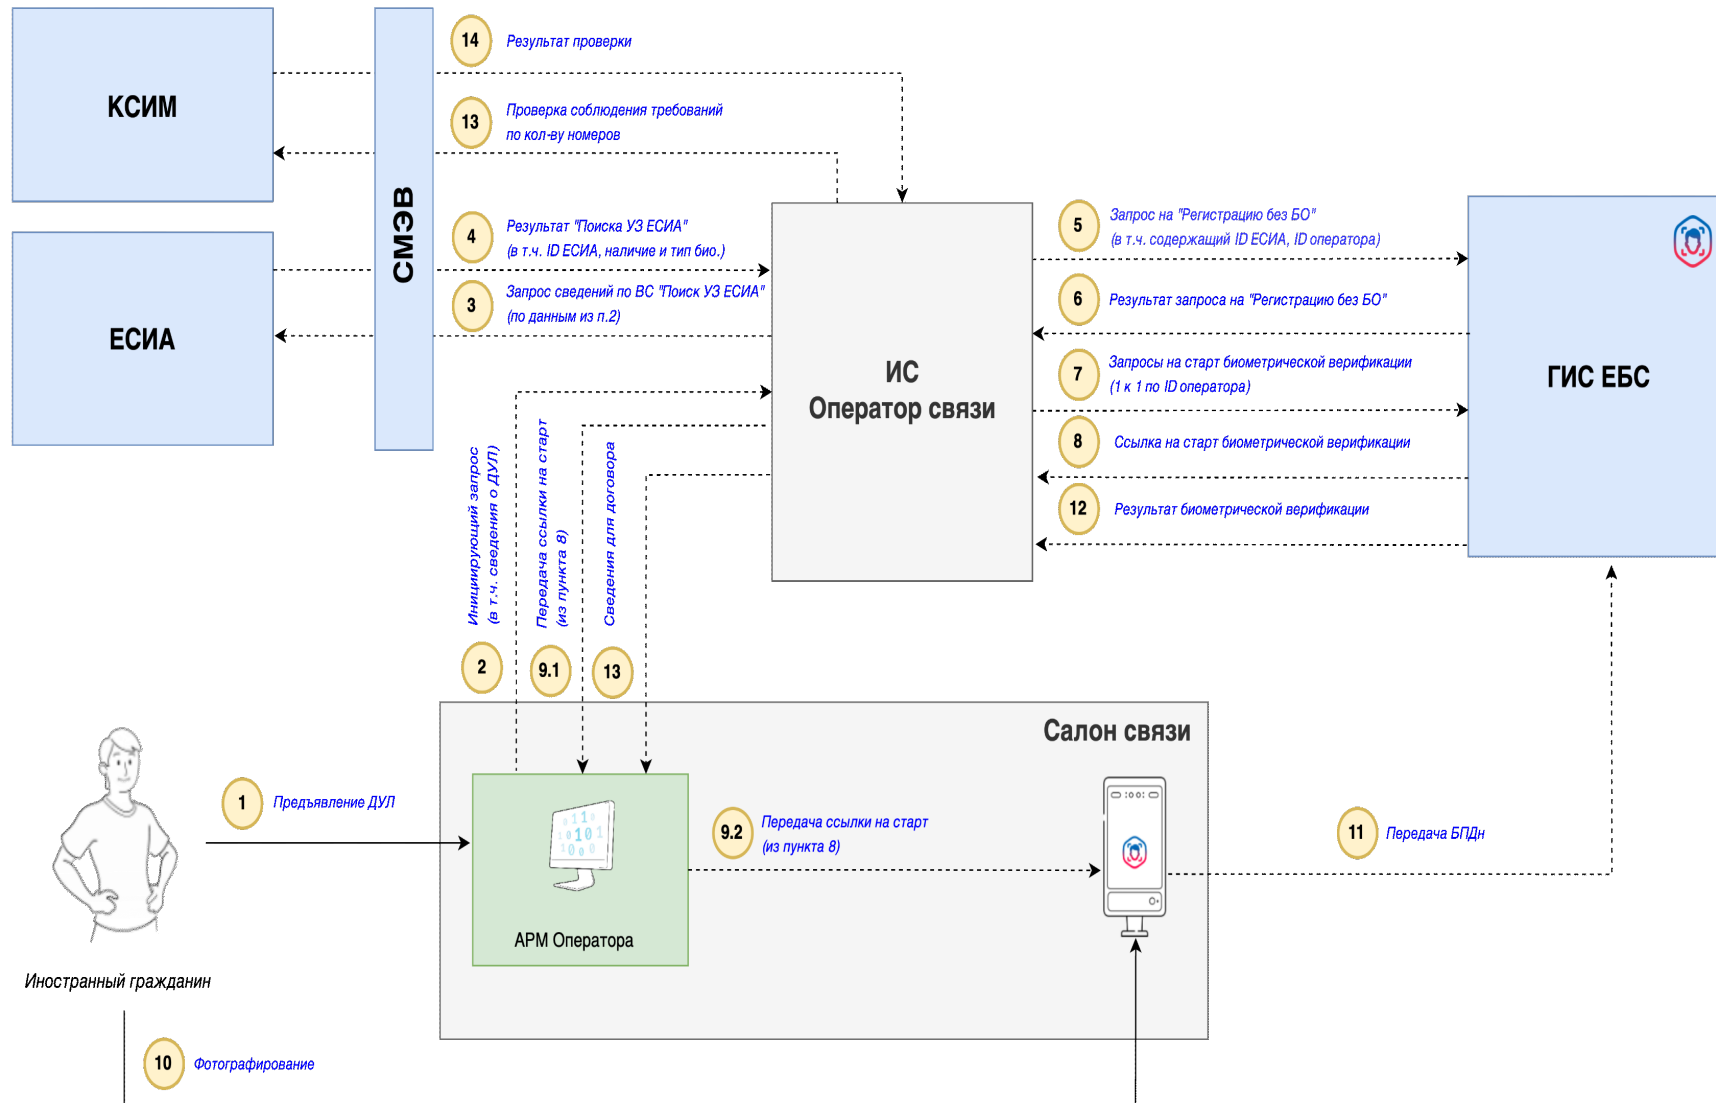 КСИМ
ЕСИА
СМЭВ
14
Результат проверки
13
Проверка соблюдения требований
по кол-ву номеров
4
Результат "Поиска УЗ ЕСИА"
(в т.ч. ID ЕСИА, наличие и тип био.)
3
Запрос сведений по ВС "Поиск УЗ ЕСИА"
(по данным из п.2)
ИС
Оператор связи
5
Запрос на "Регистрацию без БО"
(в т.ч. содержащий ID ЕСИА, ID оператора)
6
Результат запроса на "Регистрацию без БО"
7
Запросы на старт биометрической верификации
(1 к 1 по ID оператора)
8
Ссылка на старт биометрической верификации
12
Результат биометрической верификации
ГИС ЕБС
Инициирующий запрос
(в т.ч. сведения о ДУЛ)
2
Передача ссылки на старт
(из пункта 8)
9.1
Сведения для договора
13
Салон связи
1
Предъявление ДУЛ
0110
10101
1000
АРМ Оператора
9.2
Передача ссылки на старт
(из пункта 8)
11
Передача БПДн
Иностранный гражданин
10
Фотографирование